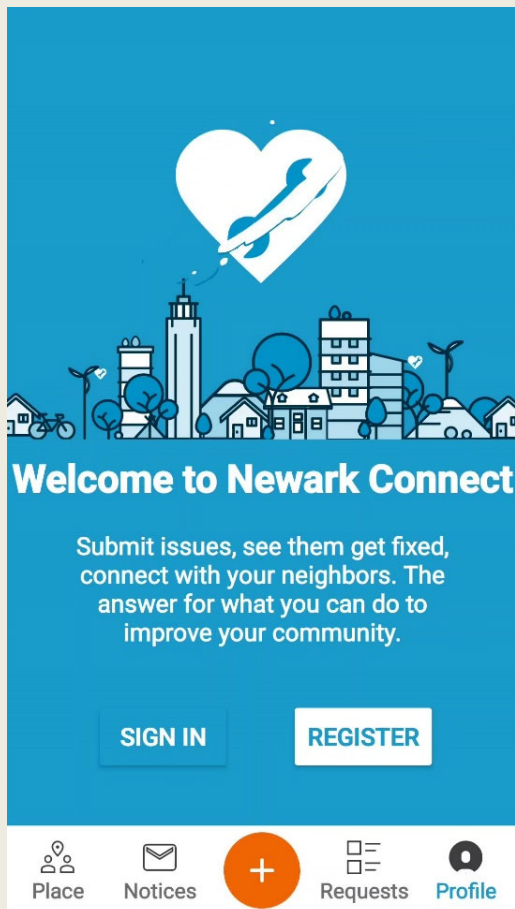 Welcome to Newark Connect
Submit issues, see them get fixed,
connect with your neighbors. The
answer for what you can do to
improve your community.
SIGN IN
REGISTER
Place
Notices
Requests
Profile